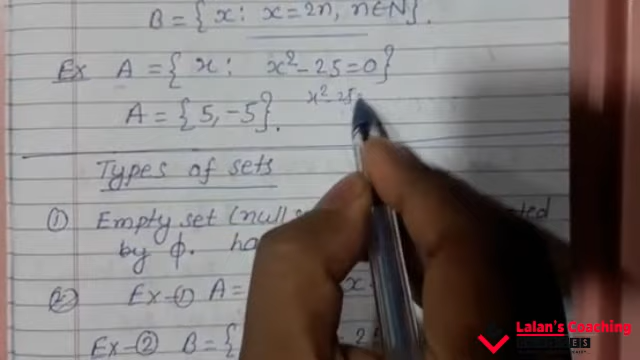 B = { x: x=2n, n∈N}.
Ex A = { x: x²-25=0}
A = { 5, -5}. x²-25=
Types of sets
① Empty set (null
by ϕ.
② Ex-① A =
Ex-② B = {
Lalan's Coaching